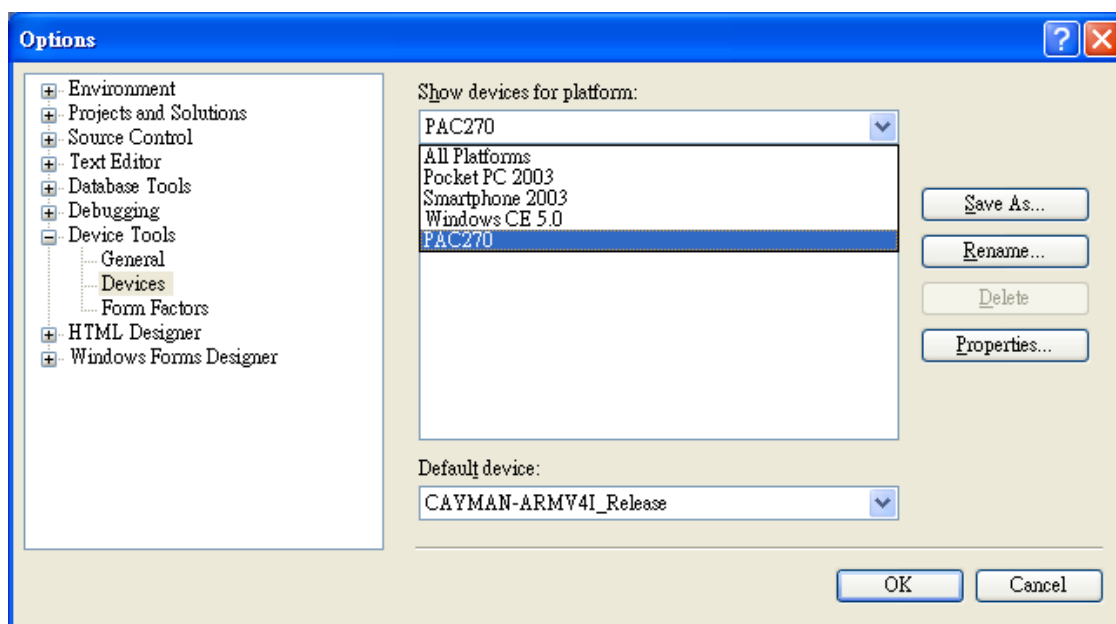 Options
Environment
Projects and Solutions
Source Control
Text Editor
Database Tools
Debugging
Device Tools
General
Devices
Form Factors
HTML Designer
Windows Forms Designer
Show devices for platform:
PAC270
All Platforms
Pocket PC 2003
Smartphone 2003
Windows CE 5.0
PAC270
Save As...
Rename...
Delete
Properties...
Default device:
CAYMAN-ARMV4I_Release
OK
Cancel